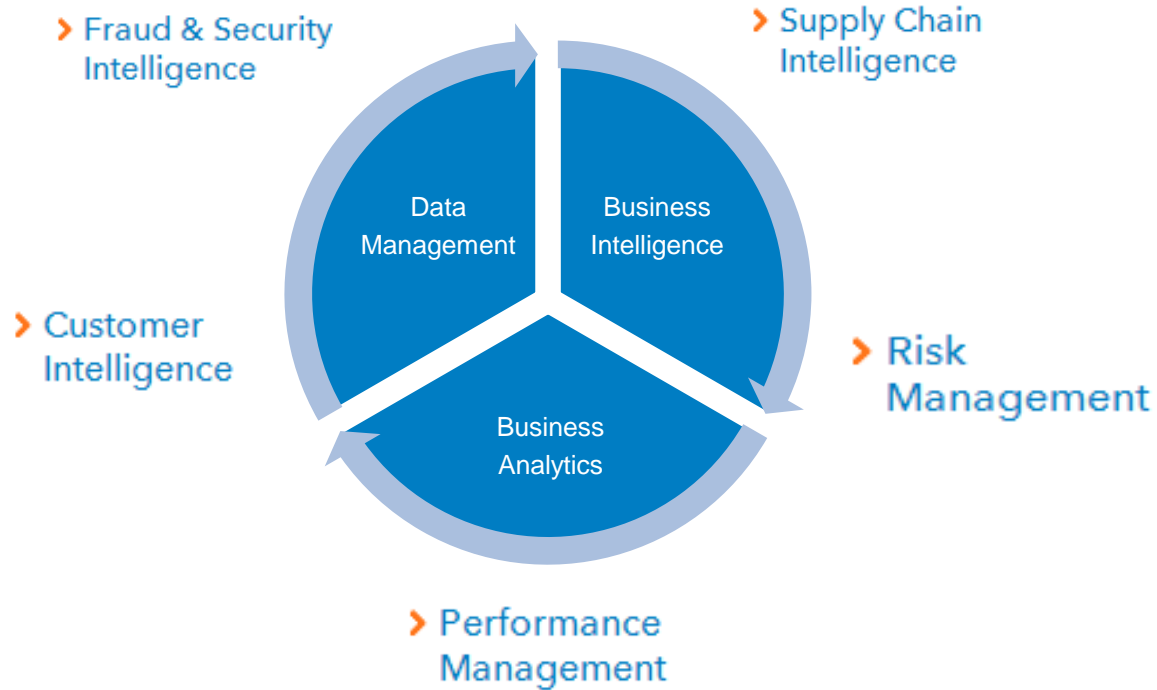 Fraud & Security
Intelligence
Supply Chain
Intelligence
Data
Management
Business
Intelligence
Customer
Intelligence
Risk
Management
Business
Analytics
Performance
Management